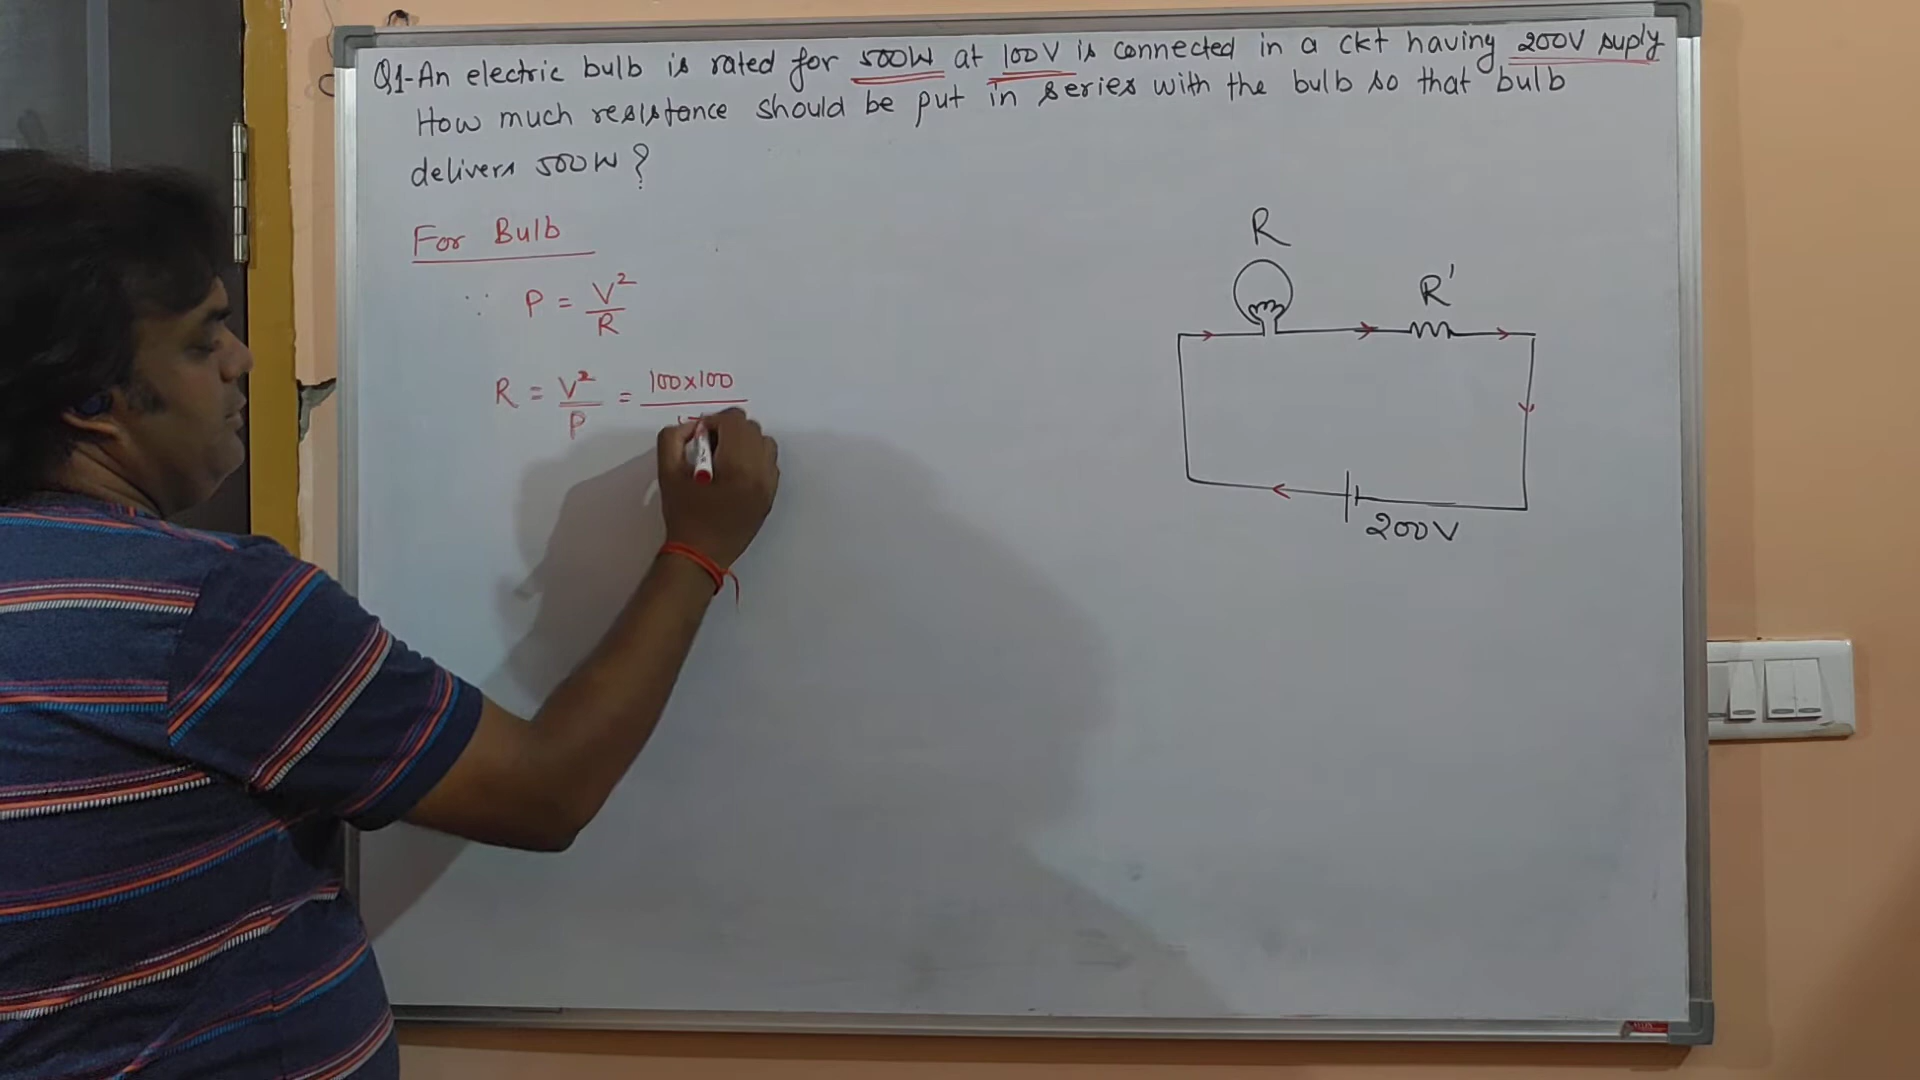 Q1-An electric bulb is rated for 500W at 100V is connected in a ckt having 200V suply
How much resistance should be put in series with the bulb so that bulb
delivers 500W?
For Bulb
∵ P = V²/R
R = V²/P = 100×100
R
R'
200V